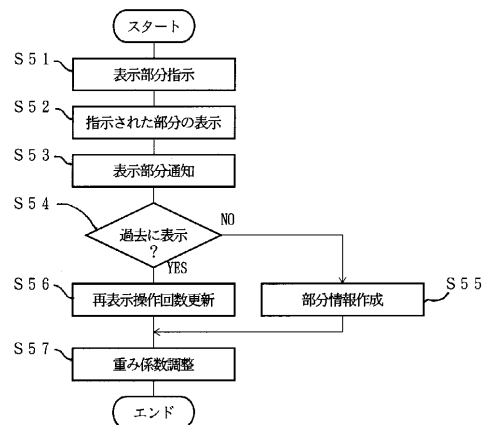 スタート
S51
表示部分指示
S52
指示された部分の表示
S53
表示部分通知
S54
過去に表示
?
NO
YES
S56
再表示操作回数更新
部分情報作成
S55
S57
重み係数調整
エンド